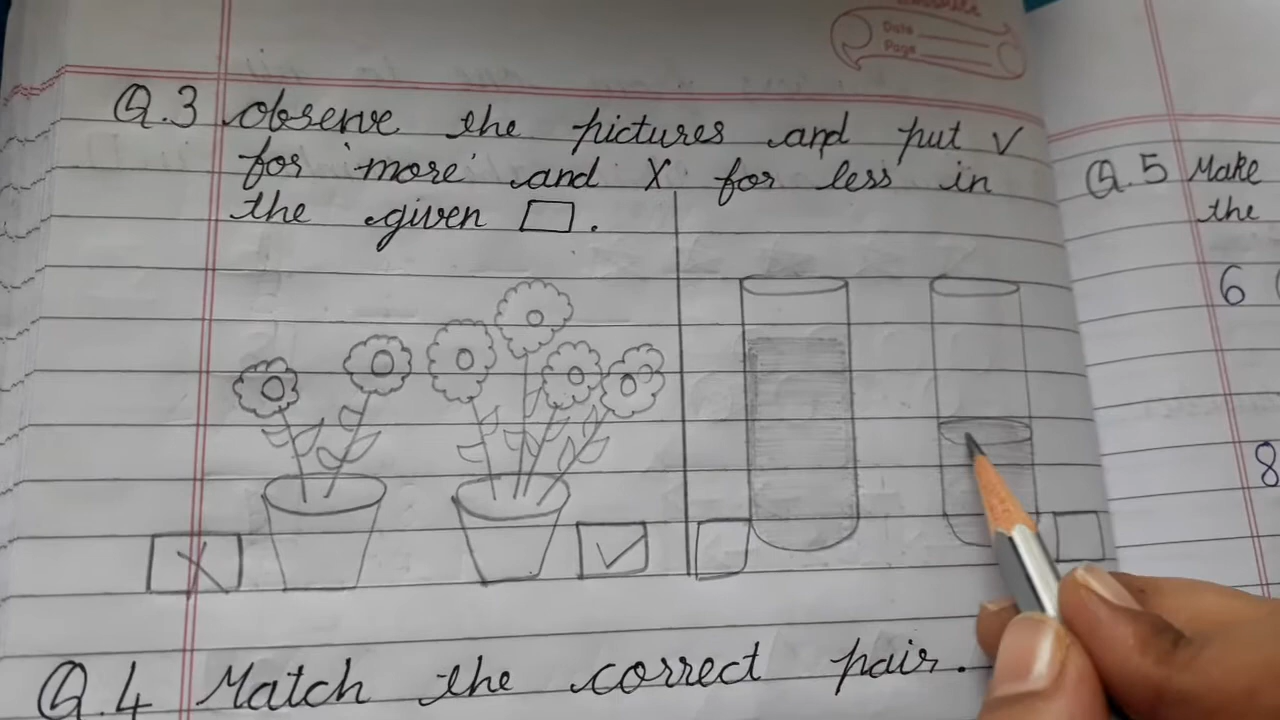 Date
Page
Q.3 observe the pictures and put ✓
for 'more' and X for less in
the given □.
Q.4 Match the correct pair.
Q.5 Make
the
6
8